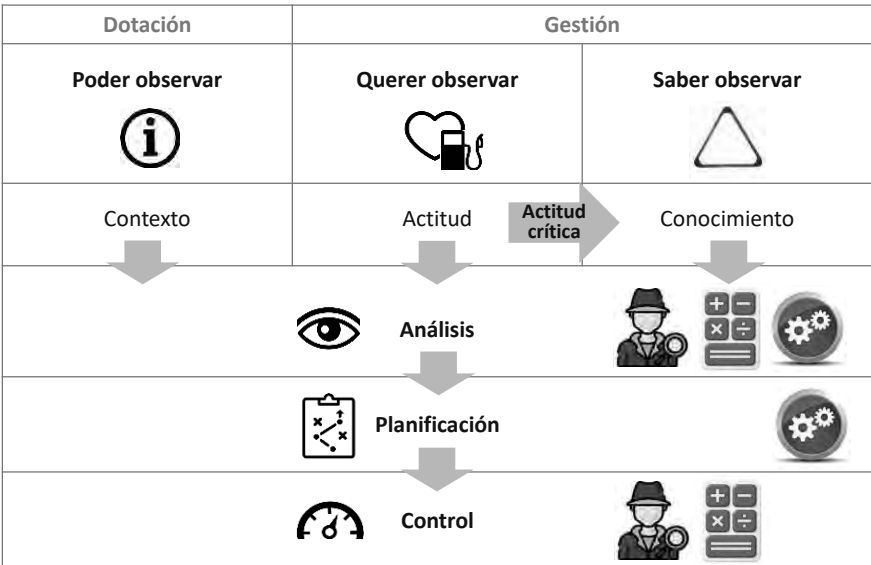 Dotación
Gestión
Poder observar
Querer observar
Saber observar
i
Contexto
Actitud
Actitud
crítica
Conocimiento
Análisis
Planificación
Control